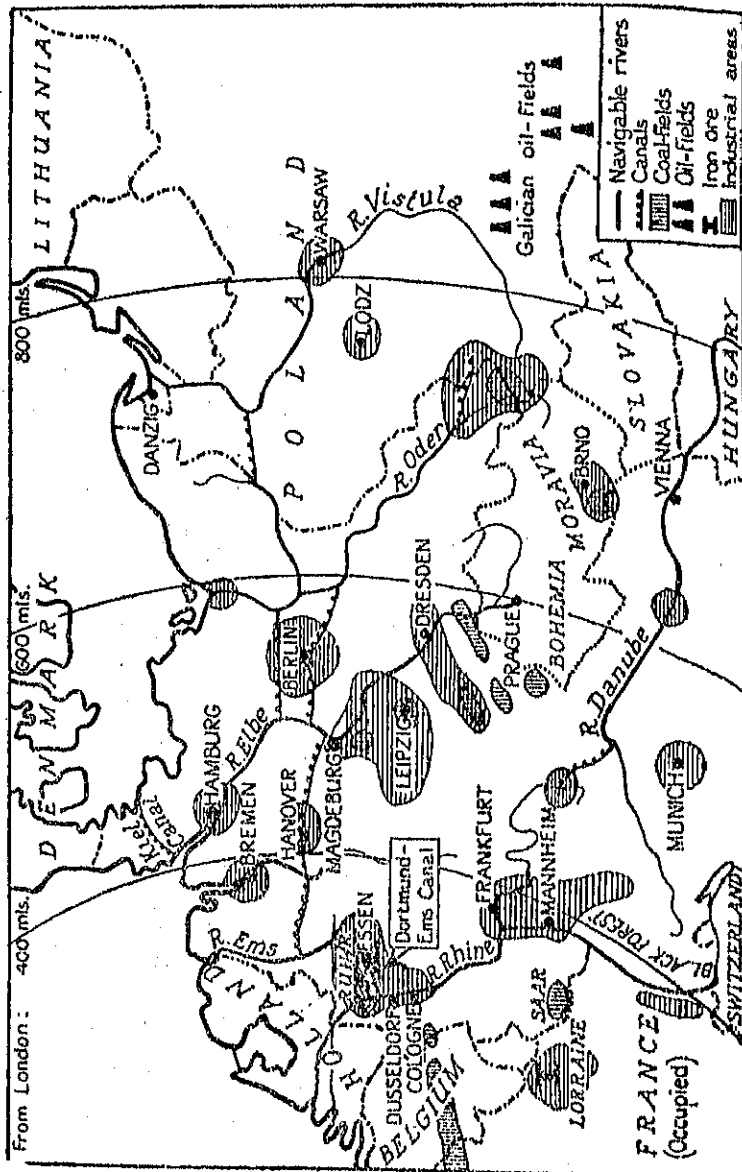 From London:
400 mls.
600 mls.
800 mls.
DENMARK
LITHUANIA
Kiel
Canal
DANZIG
HAMBURG
BREMEN
R. Elbe
HOLLAND
R. Ems
HANOVER
BERLIN
POLAND
WARSAW
MAGDEBURG
LODZ
RUHR
ESSEN
LEIPZIG
R. Oder
R. Vistula
DUSSELDORF
Dortmund-
Ems Canal
DRESDEN
COLOGNE
BELGIUM
R. Rhine
FRANKFURT
PRAGUE
Galician oil-fields
MANNHEIM
BOHEMIA
MORAVIA
SAAR
LORRAINE
BRNO
SLOVAKIA
R. Danube
FRANCE
(Occupied)
BLACK FOREST
MUNICH
VIENNA
SWITZERLAND
HUNGARY
Navigable rivers
Canals
Coal-fields
Oil-fields
Iron ore
Industrial areas